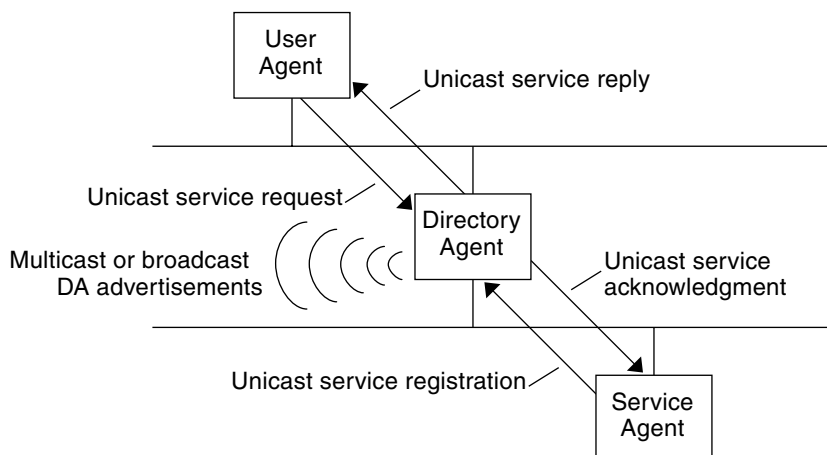 User
Agent
Unicast service reply
Unicast service request
Directory
Agent
Multicast or broadcast
DA advertisements
Unicast service
acknowledgment
Unicast service registration
Service
Agent